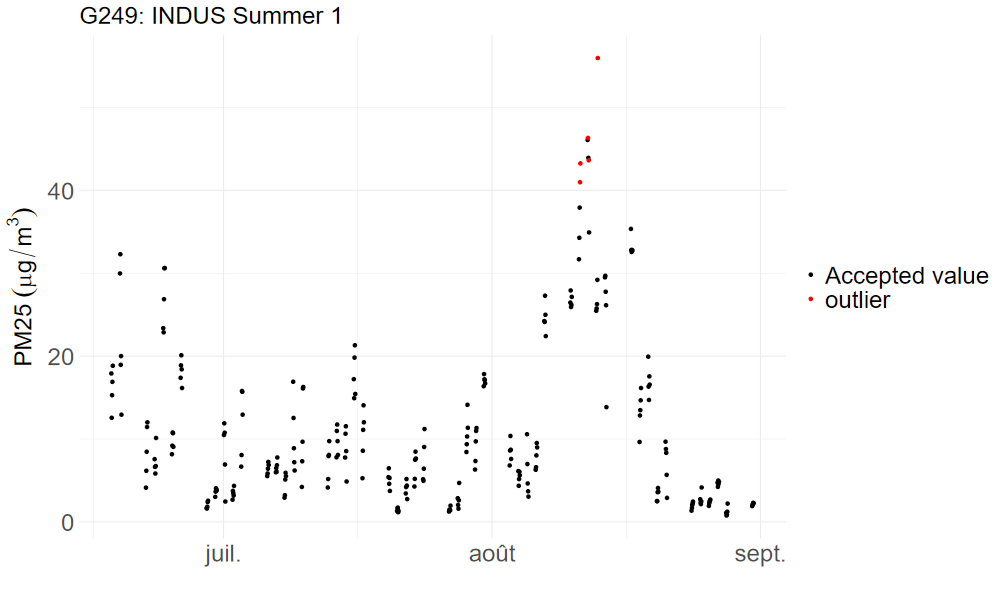 G249: INDUS Summer 1
PM25 (μg/m³)
40
20
0
juil.
août
sept.
Accepted value
outlier